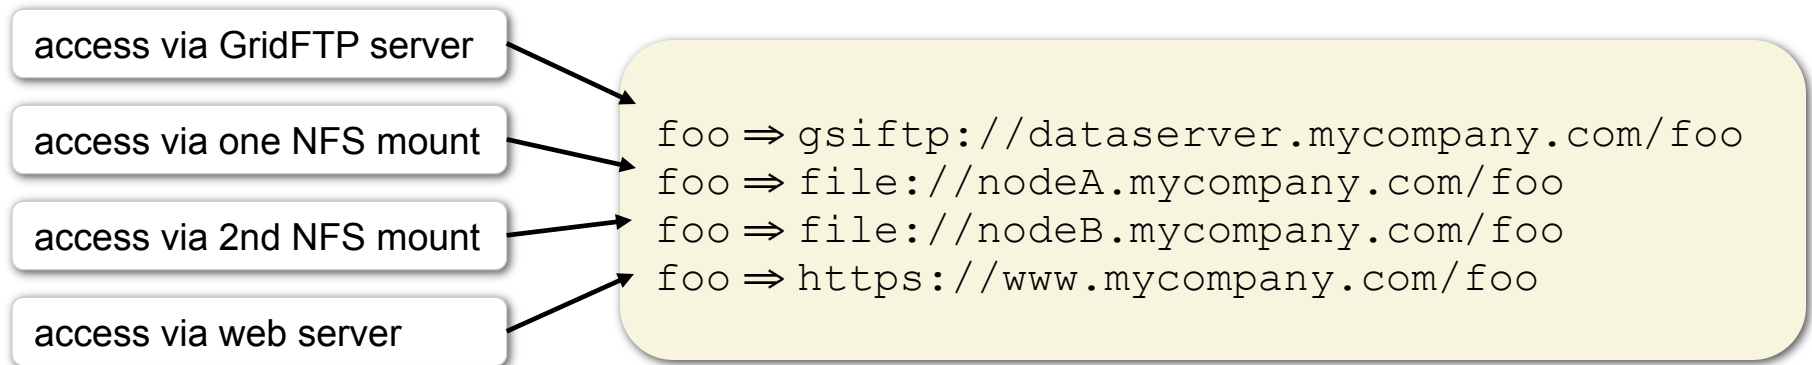 access via GridFTP server
access via one NFS mount
access via 2nd NFS mount
access via web server
foo ⇒ gsiftp://dataserver.mycompany.com/foo
foo ⇒ file://nodeA.mycompany.com/foo
foo ⇒ file://nodeB.mycompany.com/foo
foo ⇒ https://www.mycompany.com/foo